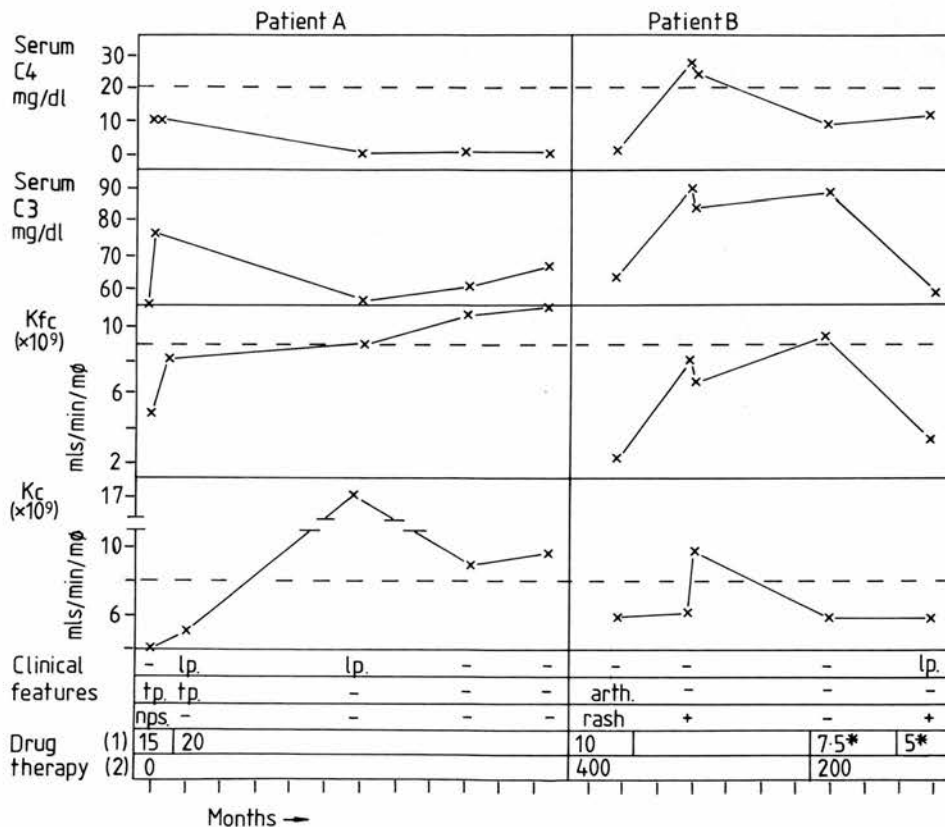 Patient A Patient B
Serum
C4
mg/dl
30
20
10
0
Serum
C3
mg/dl
90
80
70
60
Kfc
(×10⁹)
mls/min/mø
10
6
2
Kc
(×10⁹)
mls/min/mø
17
10
6
Clinical – lp. lp. – – – – – lp.
features tp. tp. – – – arth. – – –
nps. – – – – rash + – +
Drug (1) 15 20 10 7·5* 5*
therapy (2) 0 400 200
Months →